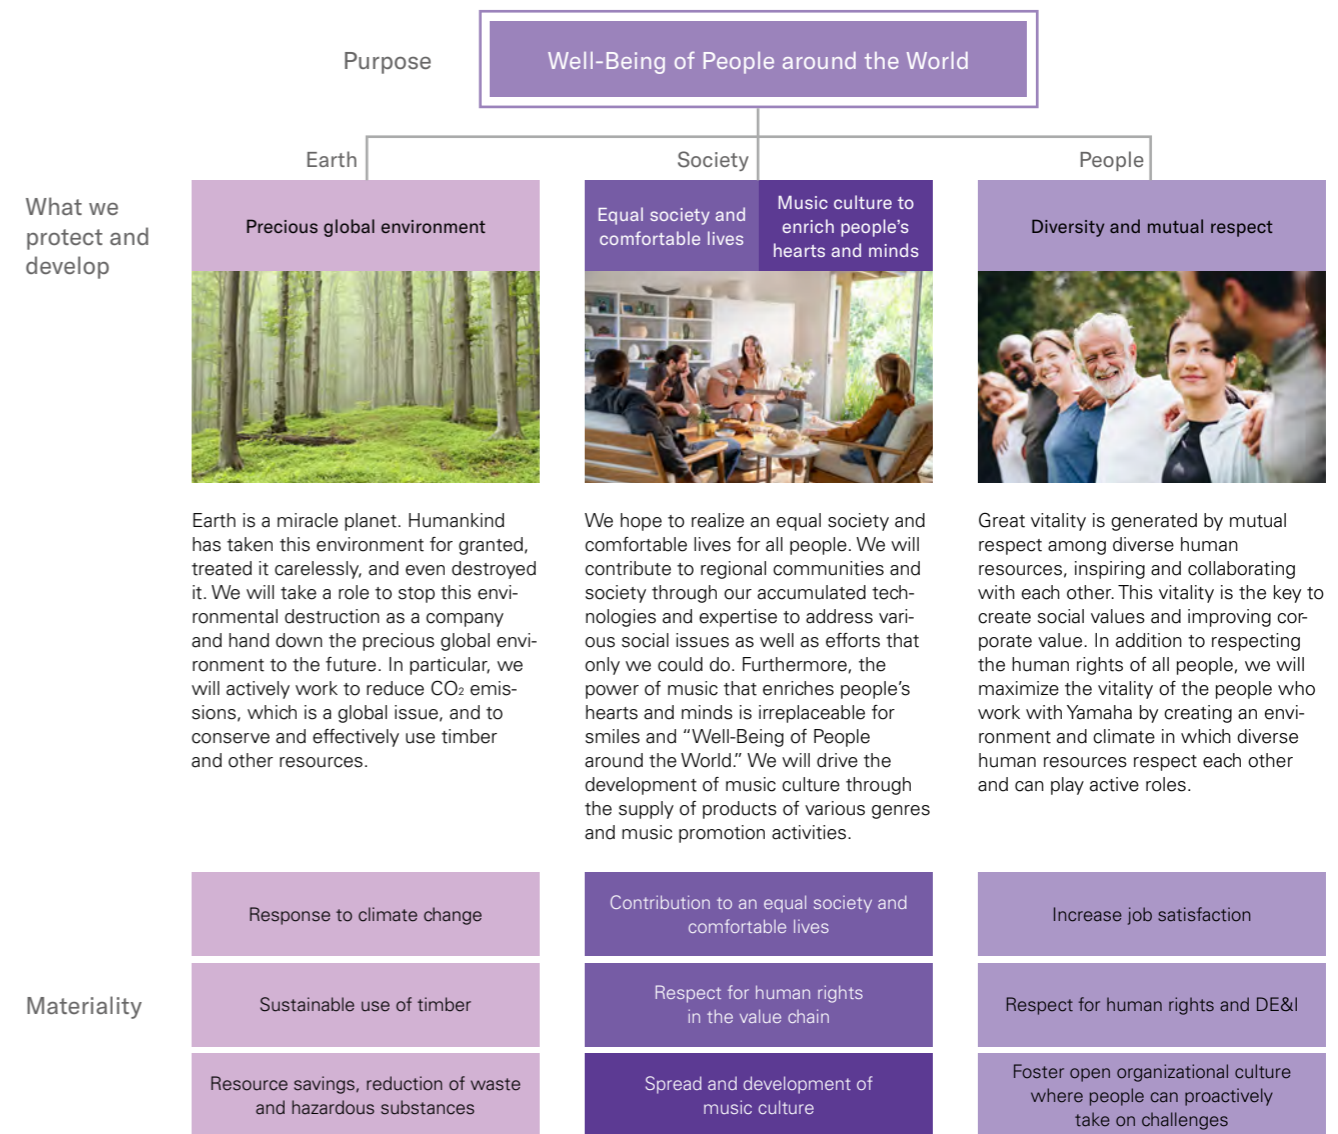 Purpose
Well-Being of People around the World
Earth
Society
People
What we
protect and
develop
Precious global environment
Equal society and
comfortable lives
Music culture to
enrich people's
hearts and minds
Diversity and mutual respect
Earth is a miracle planet. Humankind
has taken this environment for granted,
treated it carelessly, and even destroyed
it. We will take a role to stop this envi-
ronmental destruction as a company
and hand down the precious global envi-
ronment to the future. In particular, we
will actively work to reduce CO₂ emis-
sions, which is a global issue, and to
conserve and effectively use timber
and other resources.
We hope to realize an equal society and
comfortable lives for all people. We will
contribute to regional communities and
society through our accumulated tech-
nologies and expertise to address vari-
ous social issues as well as efforts that
only we could do. Furthermore, the
power of music that enriches people's
hearts and minds is irreplaceable for
smiles and “Well-Being of People
around the World.” We will drive the
development of music culture through
the supply of products of various genres
and music promotion activities.
Great vitality is generated by mutual
respect among diverse human
resources, inspiring and collaborating
with each other. This vitality is the key to
create social values and improving cor-
porate value. In addition to respecting
the human rights of all people, we will
maximize the vitality of the people who
work with Yamaha by creating an envi-
ronment and climate in which diverse
human resources respect each other
and can play active roles.
Materiality
Response to climate change
Sustainable use of timber
Resource savings, reduction of waste
and hazardous substances
Contribution to an equal society and
comfortable lives
Respect for human rights
in the value chain
Spread and development of
music culture
Increase job satisfaction
Respect for human rights and DE&I
Foster open organizational culture
where people can proactively
take on challenges